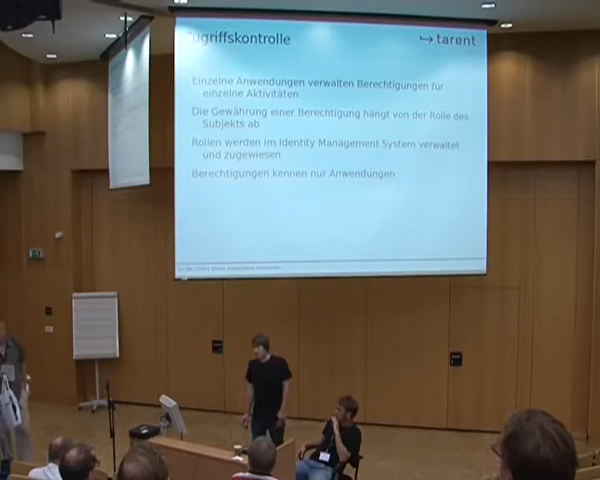 Zugriffskontrolle
tarent
Einzelne Anwendungen verwalten Berechtigungen für
einzelne Aktivitäten
Die Gewährung einer Berechtigung hängt von der Rolle des
Subjekts ab
Rollen werden im Identity Management System verwaltet
und zugewiesen
Berechtigungen kennen nur Anwendungen